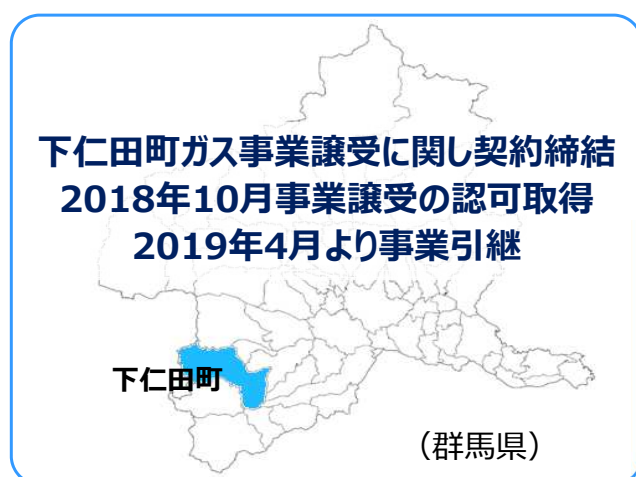 下仁田町ガス事業譲受に関し契約締結
2018年10月事業譲受の認可取得
2019年4月より事業引継
下仁田町
（群馬県）